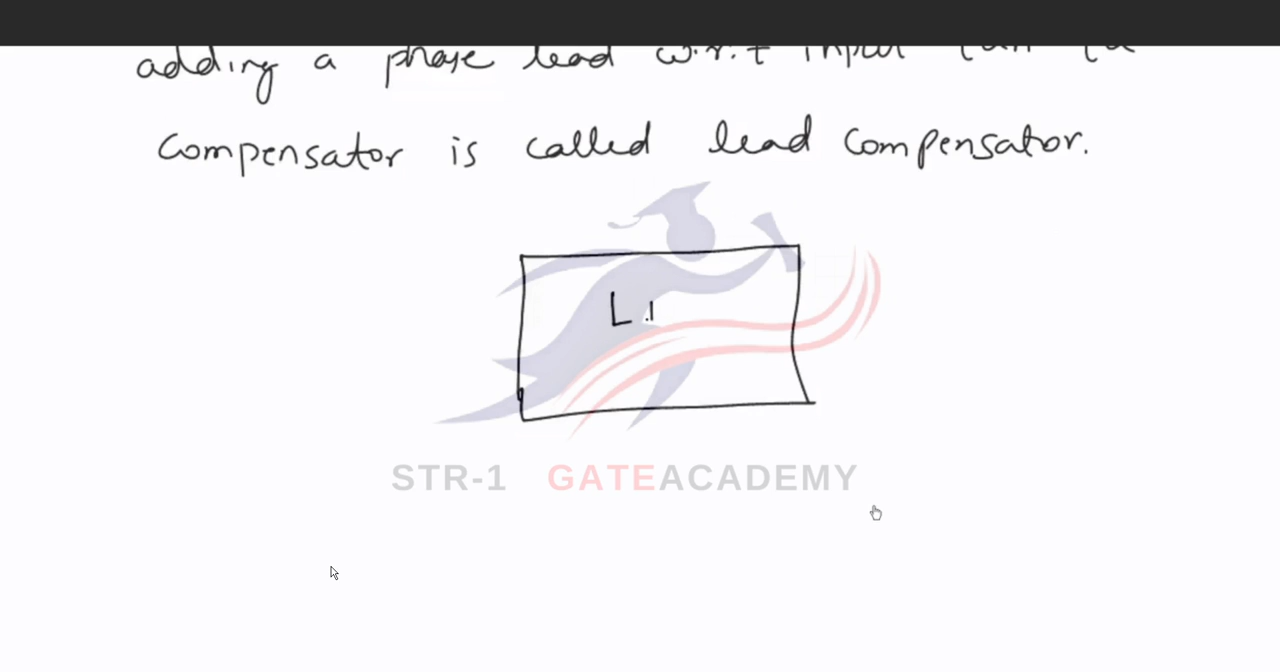 adding a phase lead w.r.t input
compensator is called lead compensator.
L
STR-1 GATEACADEMY